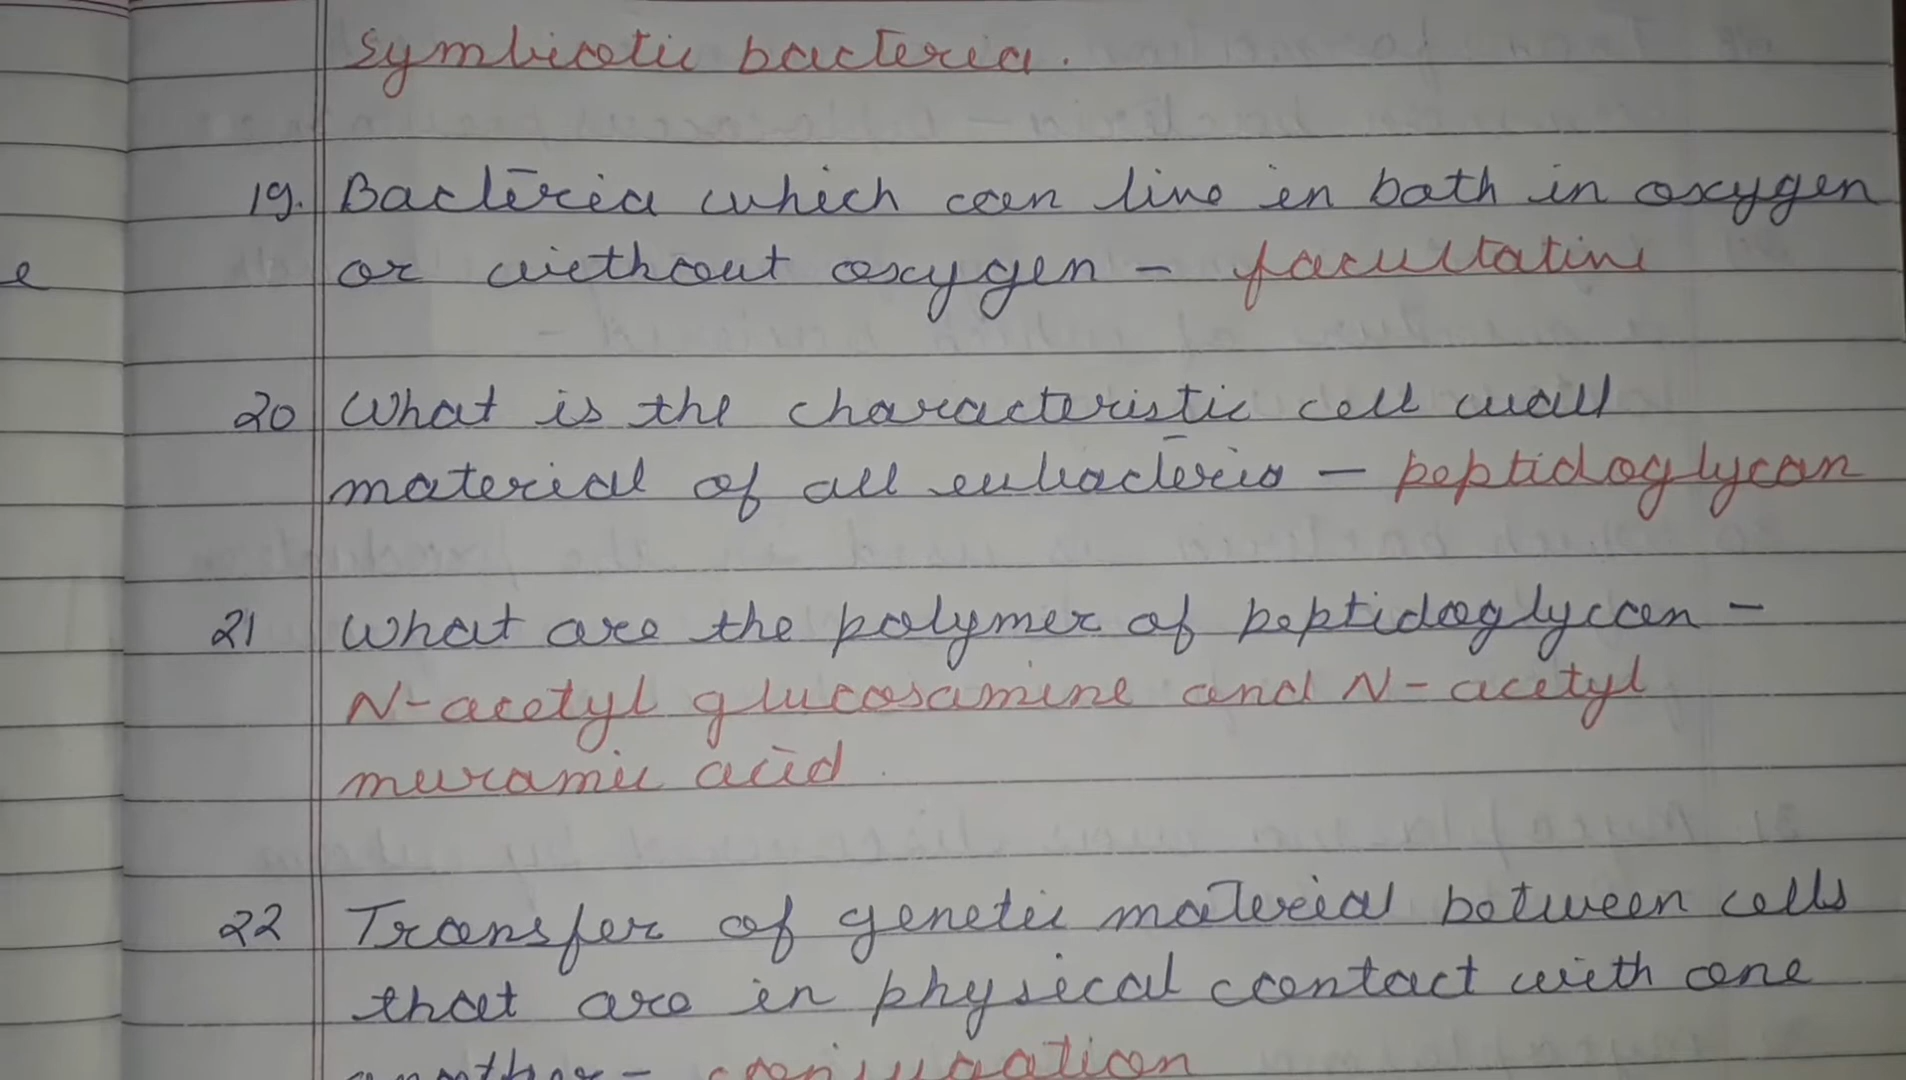 symbiotic bacteria.
19. Bacteria which can live in both in oxygen
or without oxygen - facultative
e
20 What is the characteristic cell wall
material of all eubacteria - peptidoglycan
21 What are the polymer of peptidoglycan -
N-acetyl glucosamine and N-acetyl
muramic acid.
22 Transfer of genetic material between cells
that are in physical contact with one
another - conjugation